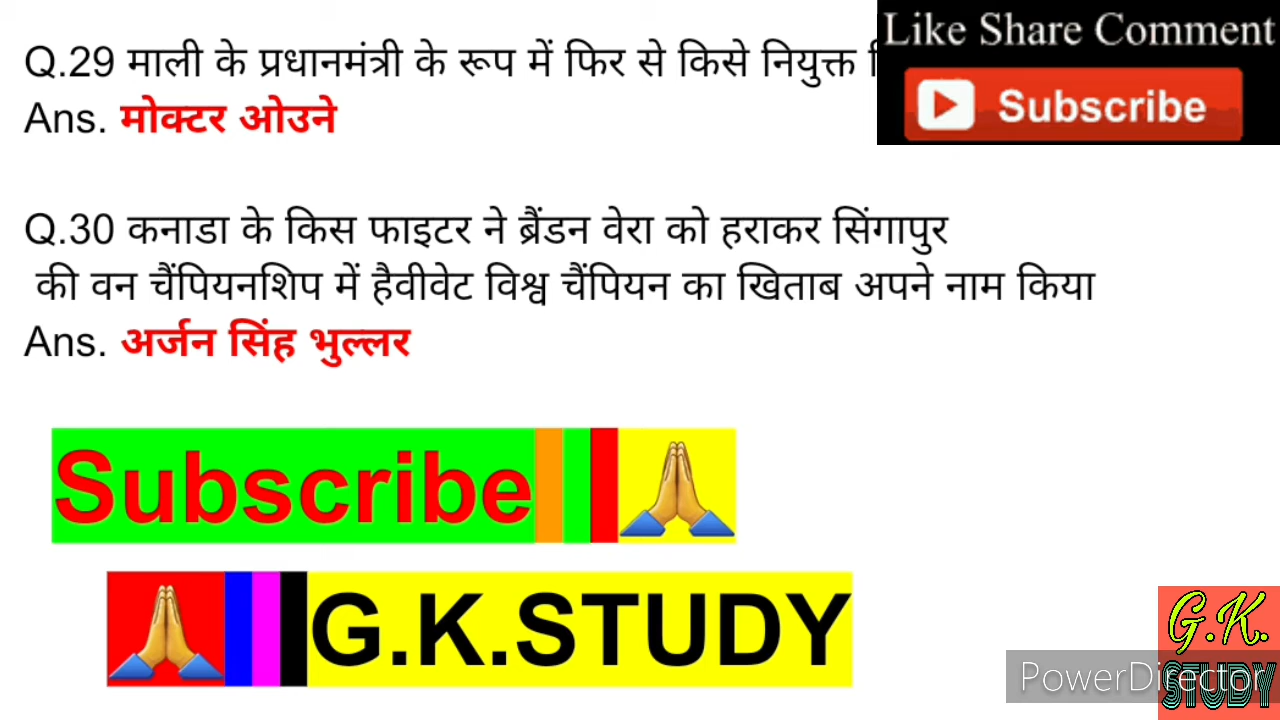 Q.29 माली के प्रधानमंत्री के रूप में फिर से किसे नियुक्त
Like Share Comment
Subscribe
Ans. मोक्टर ओउने
Q.30 कनाडा के किस फाइटर ने ब्रैंडन वेरा को हराकर सिंगापुर
की वन चैंपियनशिप में हैवीवेट विश्व चैंपियन का खिताब अपने नाम किया
Ans. अर्जन सिंह भुल्लर
Subscribe
G.K.STUDY
G.K.
STUDY
PowerDirector